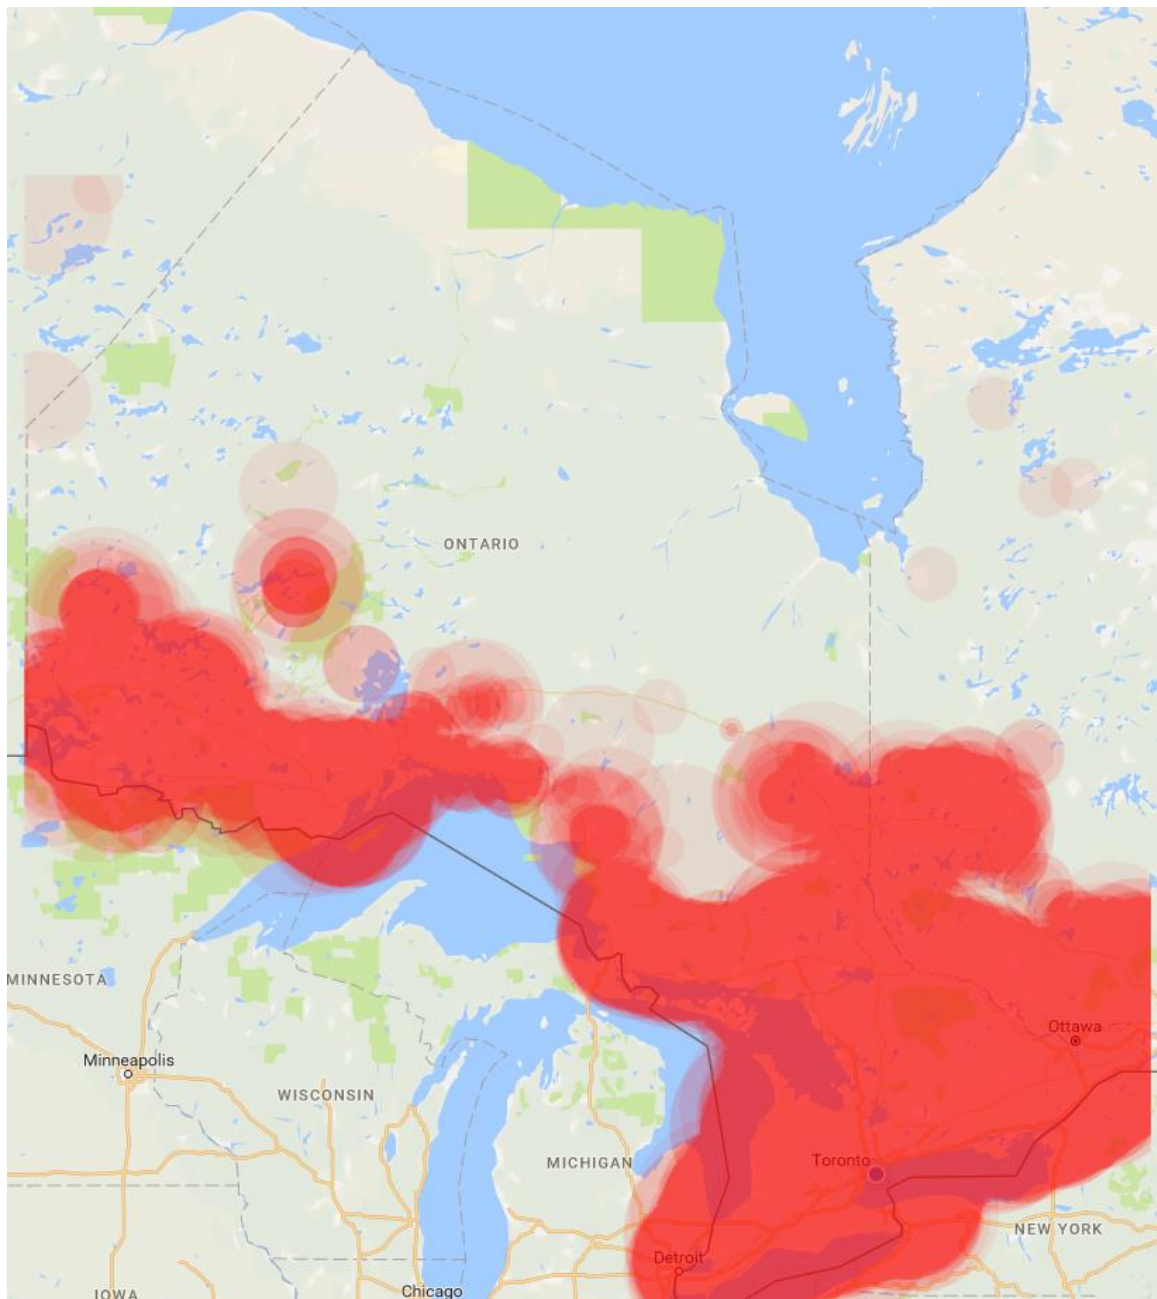 ONTARIO
MINNESOTA
Ottawa
Minneapolis
WISCONSIN
MICHIGAN
Toronto
NEW YORK
Detroit
Chicago
IOWA